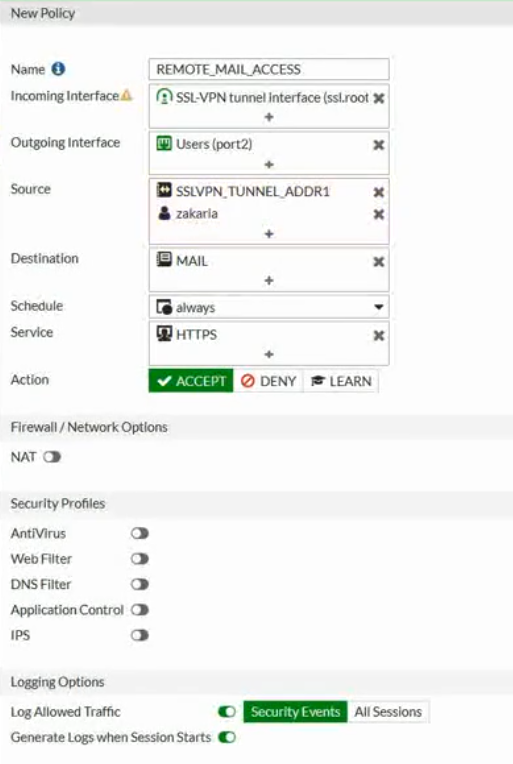 New Policy
Name
REMOTE_MAIL_ACCESS
Incoming Interface
SSL-VPN tunnel interface (ssl.root
+
Outgoing Interface
Users (port2)
+
Source
SSLVPN_TUNNEL_ADDR1
zakaria
+
Destination
MAIL
+
Schedule
always
Service
HTTPS
+
Action
ACCEPT DENY LEARN
Firewall / Network Options
NAT
Security Profiles
AntiVirus
Web Filter
DNS Filter
Application Control
IPS
Logging Options
Log Allowed Traffic Security Events All Sessions
Generate Logs when Session Starts